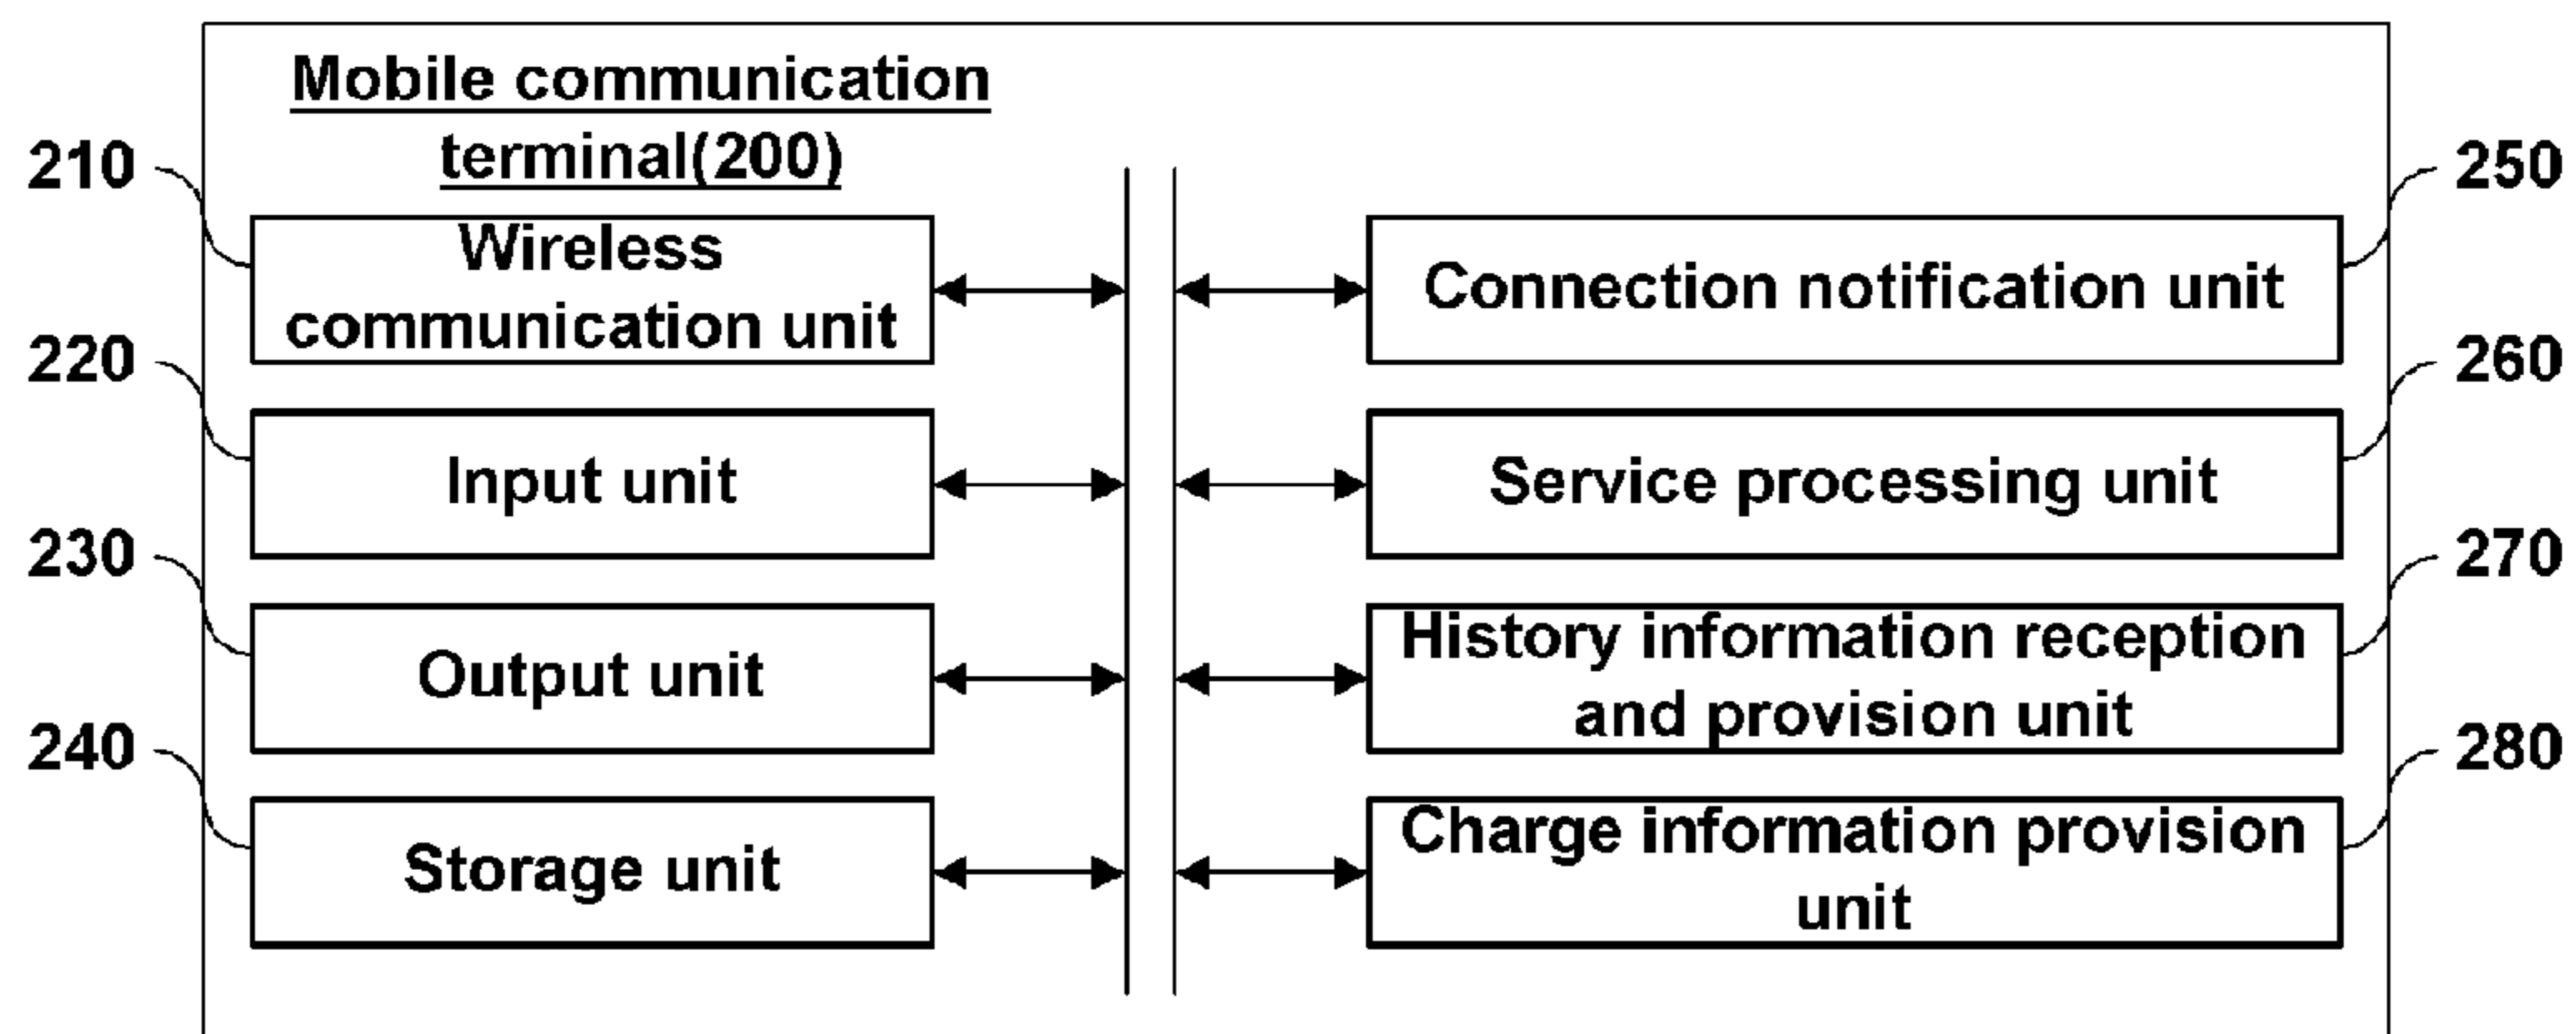 Mobile communication
terminal(200)
210
Wireless
communication unit
220
Input unit
230
Output unit
240
Storage unit
250
Connection notification unit
260
Service processing unit
270
History information reception
and provision unit
280
Charge information provision
unit